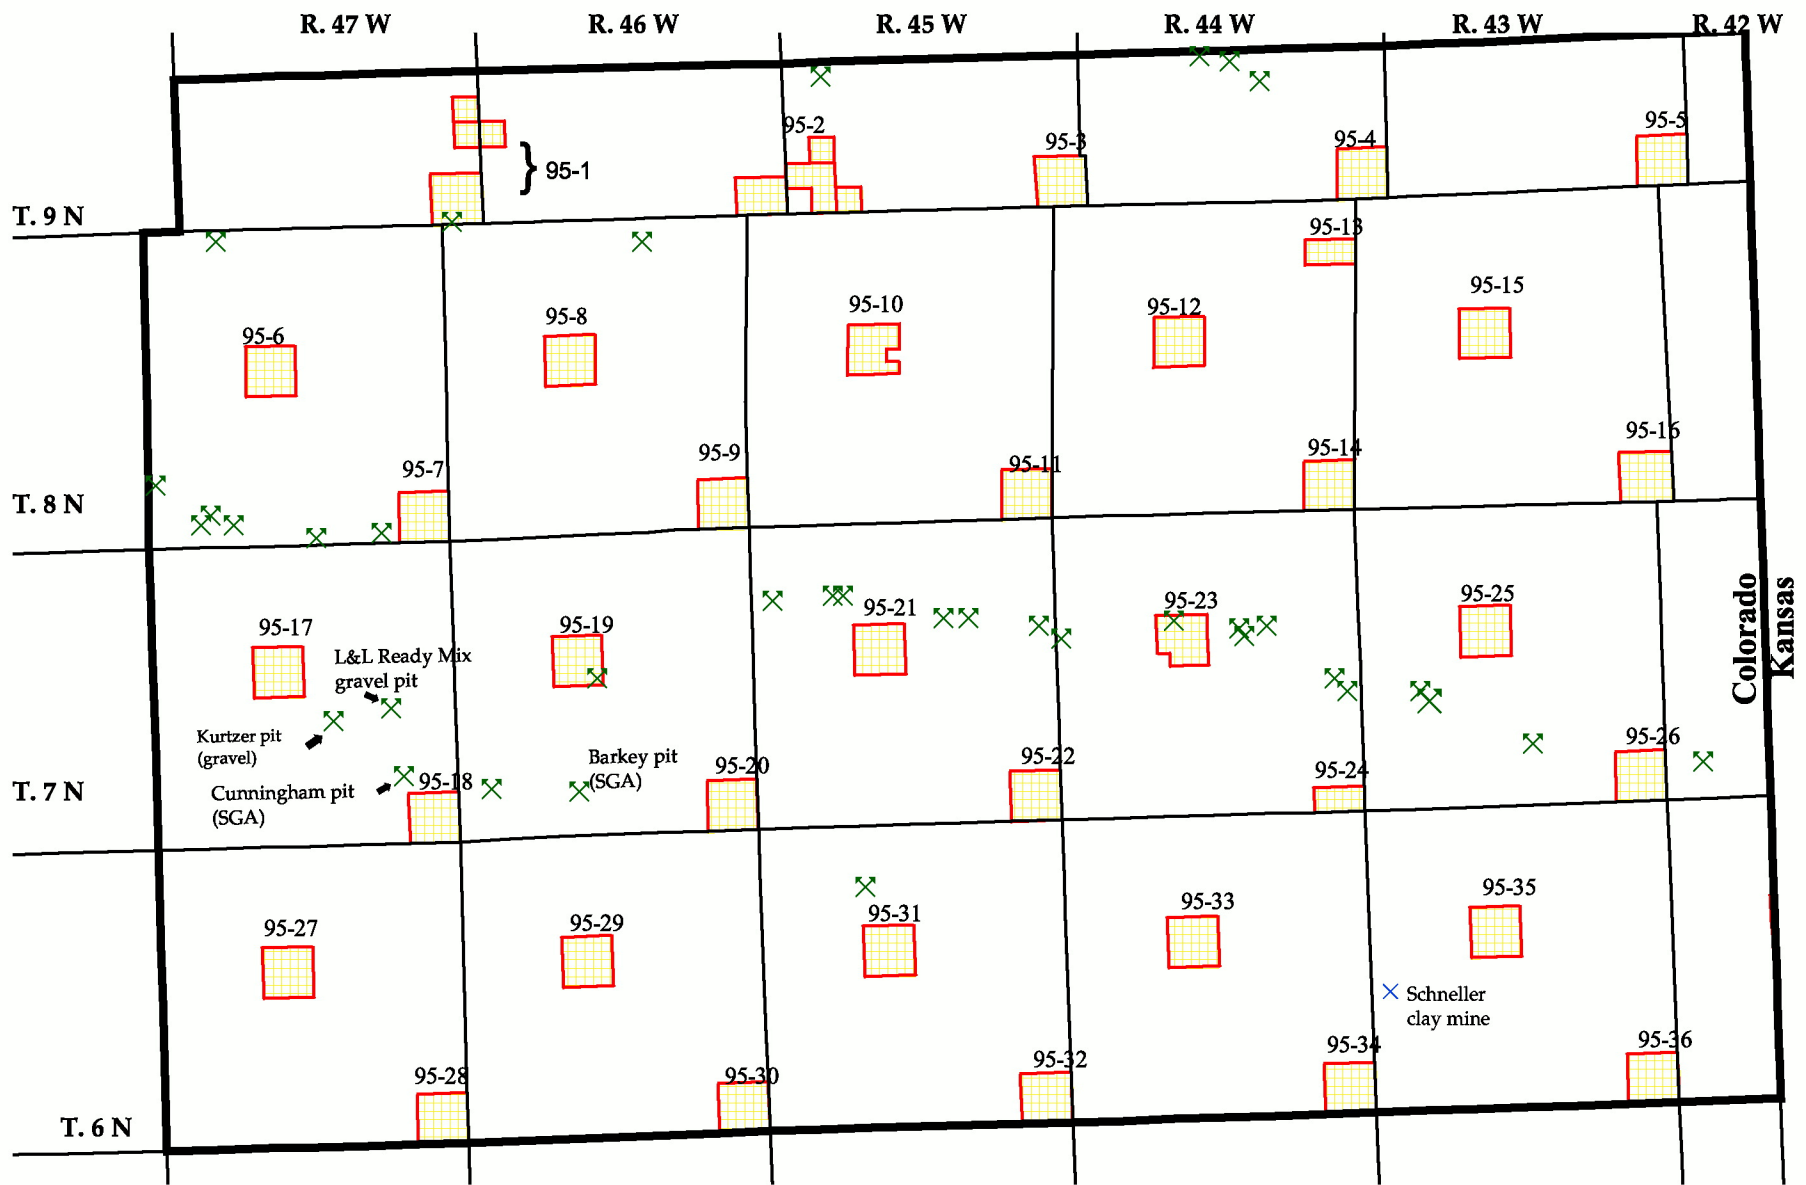 R. 47 W
R. 46 W
R. 45 W
R. 44 W
R. 43 W
R. 42 W
95-1
95-2
95-3
95-4
95-5
T. 9 N
95-13
95-6
95-8
95-10
95-12
95-15
95-7
95-9
95-11
95-14
95-16
T. 8 N
95-17
95-19
95-21
95-23
95-25
L&L Ready Mix
gravel pit
Kurtzer pit
(gravel)
Cunningham pit
(SGA)
Barkey pit
(SGA)
95-18
95-20
95-22
95-24
95-26
T. 7 N
Colorado
Kansas
95-27
95-29
95-31
95-33
95-35
Schneller
clay mine
95-28
95-30
95-32
95-34
95-36
T. 6 N